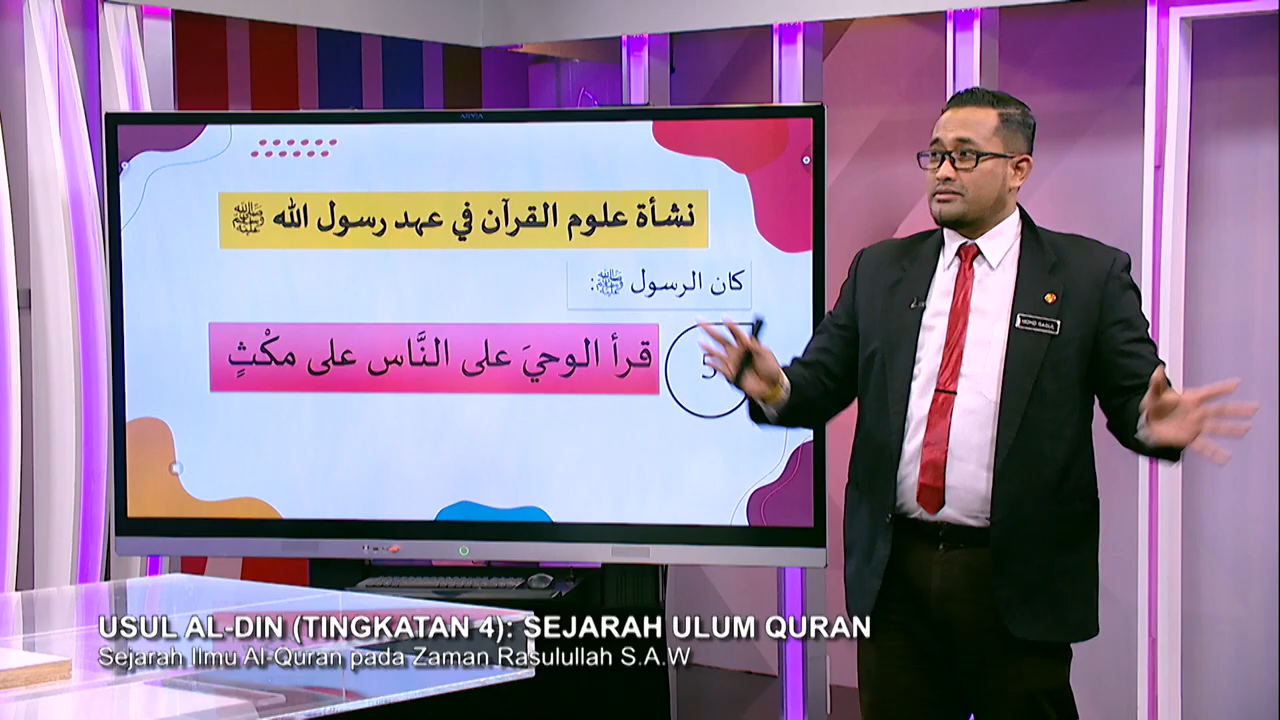 نشأة علوم القرآن في عهد رسول الله ﷺ
كان الرسول ﷺ:
5
قرأ الوحيَ على النَّاس على مكْثٍ
MOHD RASUL
USUL AL-DIN (TINGKATAN 4): SEJARAH ULUM QURAN
Sejarah Ilmu Al-Quran pada Zaman Rasulullah S.A.W